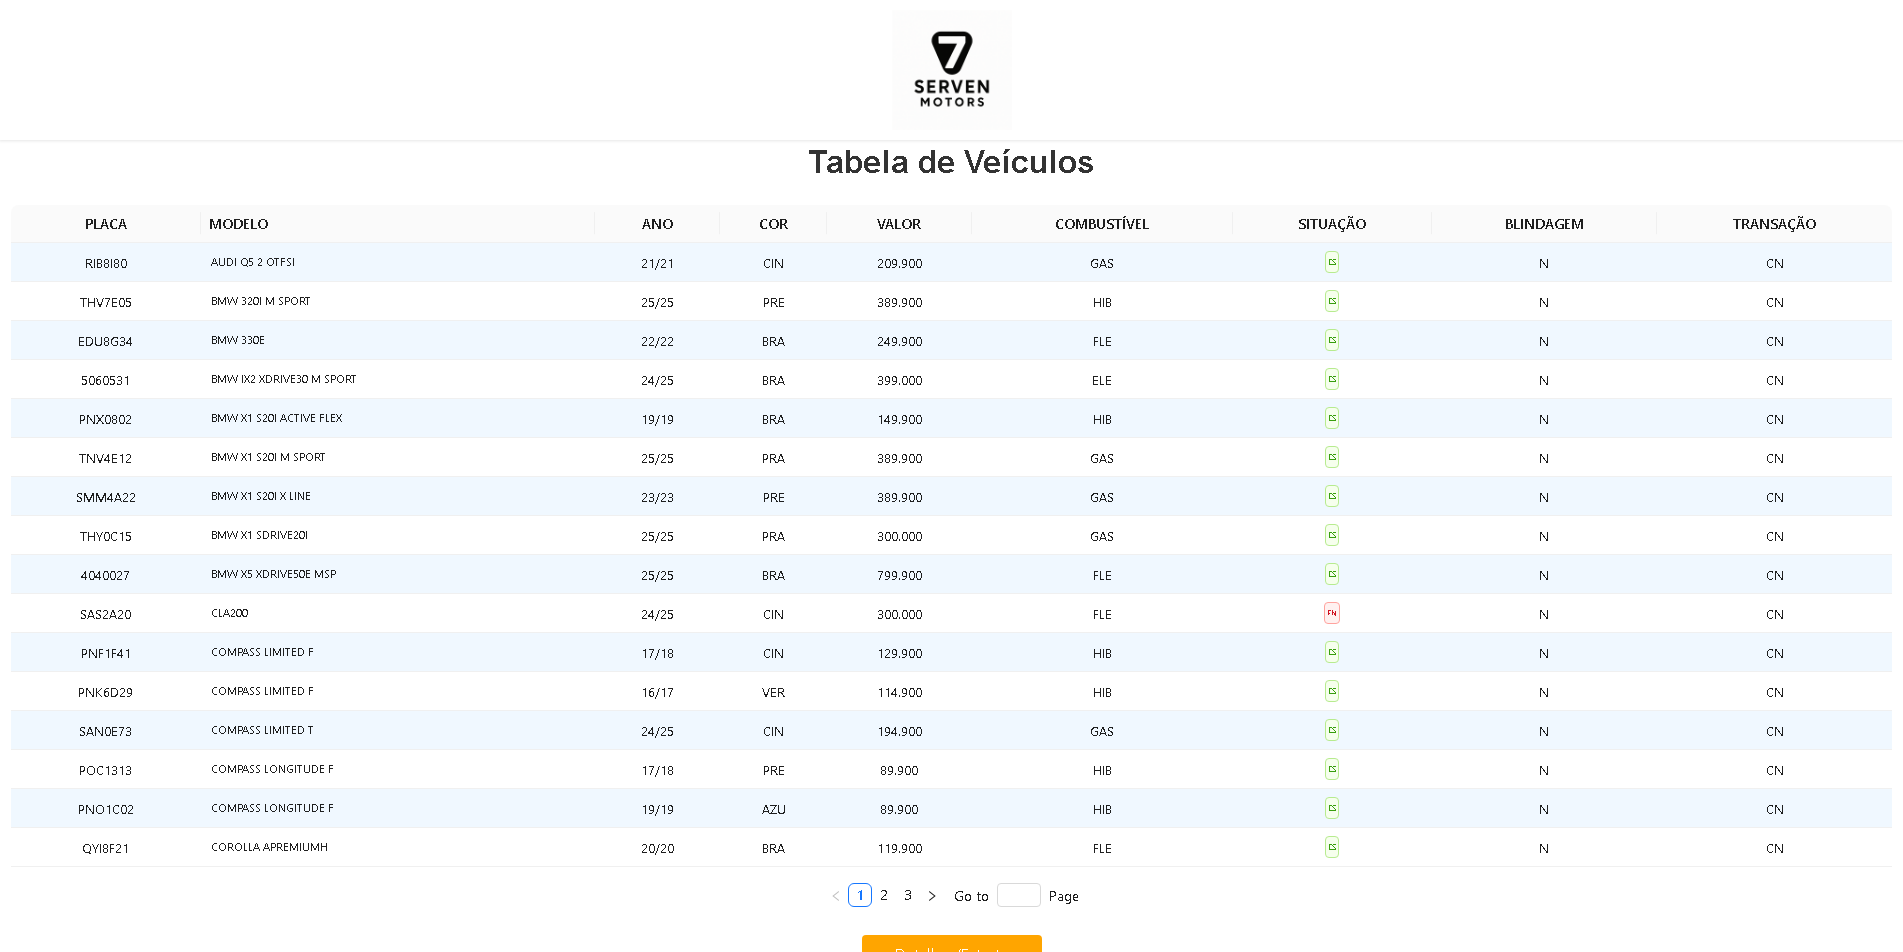 7
SERVEN
MOTORS
Tabela de Veículos
PLACA MODELO ANO COR VALOR COMBUSTÍVEL SITUAÇÃO BLINDAGEM TRANSAÇÃO
RIB8I80 AUDI Q5 2 0TFSI 21/21 CIN 209.900 GAS ES N CN
THV7E05 BMW 320I M SPORT 25/25 PRE 389.900 HIB ES N CN
EDU8G34 BMW 330E 22/22 BRA 249.900 FLE ES N CN
5060531 BMW IX2 XDRIVE30 M SPORT 24/25 BRA 399.000 ELE ES N CN
PNX0802 BMW X1 S20I ACTIVE FLEX 19/19 BRA 149.900 HIB ES N CN
TNV4E12 BMW X1 S20I M SPORT 25/25 PRA 389.900 GAS ES N CN
SMM4A22 BMW X1 S20I X LINE 23/23 PRE 389.900 GAS ES N CN
THY0C15 BMW X1 SDRIVE20I 25/25 PRA 300.000 GAS ES N CN
4040027 BMW X5 XDRIVE50E MSP 25/25 BRA 799.900 FLE ES N CN
SAS2A20 CLA200 24/25 CIN 300.000 FLE EN N CN
PNF1F41 COMPASS LIMITED F 17/18 CIN 129.900 HIB ES N CN
PNK6D29 COMPASS LIMITED F 16/17 VER 114.900 HIB ES N CN
SAN0E73 COMPASS LIMITED T 24/25 CIN 194.900 GAS ES N CN
POC1313 COMPASS LONGITUDE F 17/18 PRE 89.900 HIB ES N CN
PNO1C02 COMPASS LONGITUDE F 19/19 AZU 89.900 HIB ES N CN
QYI8F21 COROLLA APREMIUMH 20/20 BRA 119.900 FLE ES N CN
< 1 2 3 > Go to Page